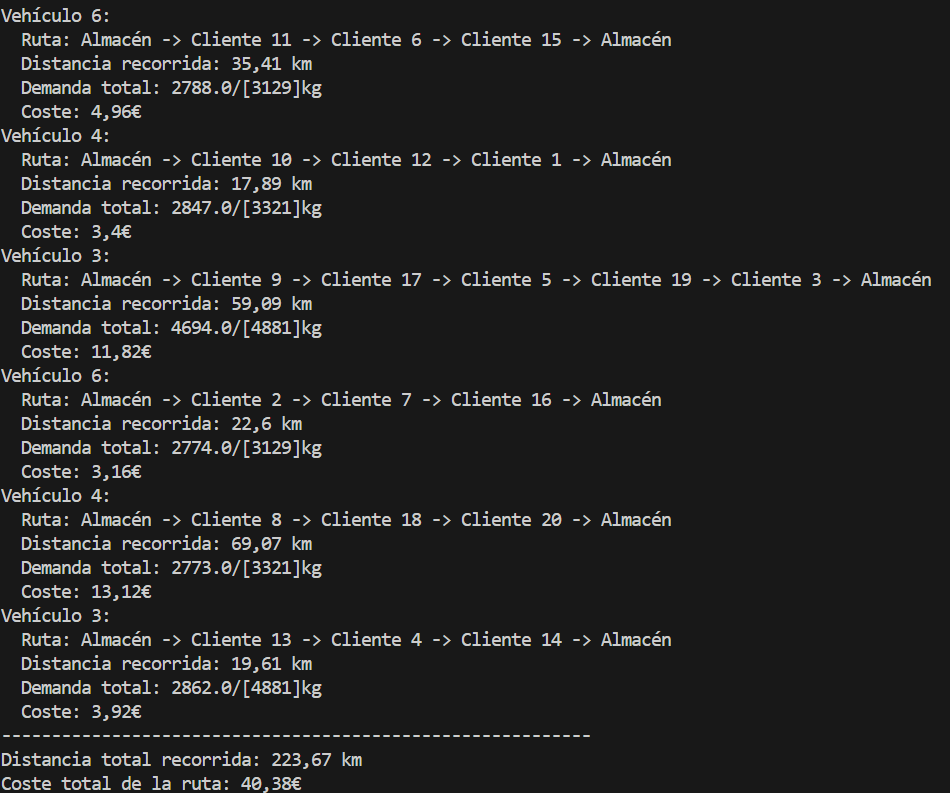 Vehículo 6:
  Ruta: Almacén -> Cliente 11 -> Cliente 6 -> Cliente 15 -> Almacén
  Distancia recorrida: 35,41 km
  Demanda total: 2788.0/[3129]kg
  Coste: 4,96€
Vehículo 4:
  Ruta: Almacén -> Cliente 10 -> Cliente 12 -> Cliente 1 -> Almacén
  Distancia recorrida: 17,89 km
  Demanda total: 2847.0/[3321]kg
  Coste: 3,4€
Vehículo 3:
  Ruta: Almacén -> Cliente 9 -> Cliente 17 -> Cliente 5 -> Cliente 19 -> Cliente 3 -> Almacén
  Distancia recorrida: 59,09 km
  Demanda total: 4694.0/[4881]kg
  Coste: 11,82€
Vehículo 6:
  Ruta: Almacén -> Cliente 2 -> Cliente 7 -> Cliente 16 -> Almacén
  Distancia recorrida: 22,6 km
  Demanda total: 2774.0/[3129]kg
  Coste: 3,16€
Vehículo 4:
  Ruta: Almacén -> Cliente 8 -> Cliente 18 -> Cliente 20 -> Almacén
  Distancia recorrida: 69,07 km
  Demanda total: 2773.0/[3321]kg
  Coste: 13,12€
Vehículo 3:
  Ruta: Almacén -> Cliente 13 -> Cliente 4 -> Cliente 14 -> Almacén
  Distancia recorrida: 19,61 km
  Demanda total: 2862.0/[4881]kg
  Coste: 3,92€
-----------------------------------------------------------
Distancia total recorrida: 223,67 km
Coste total de la ruta: 40,38€